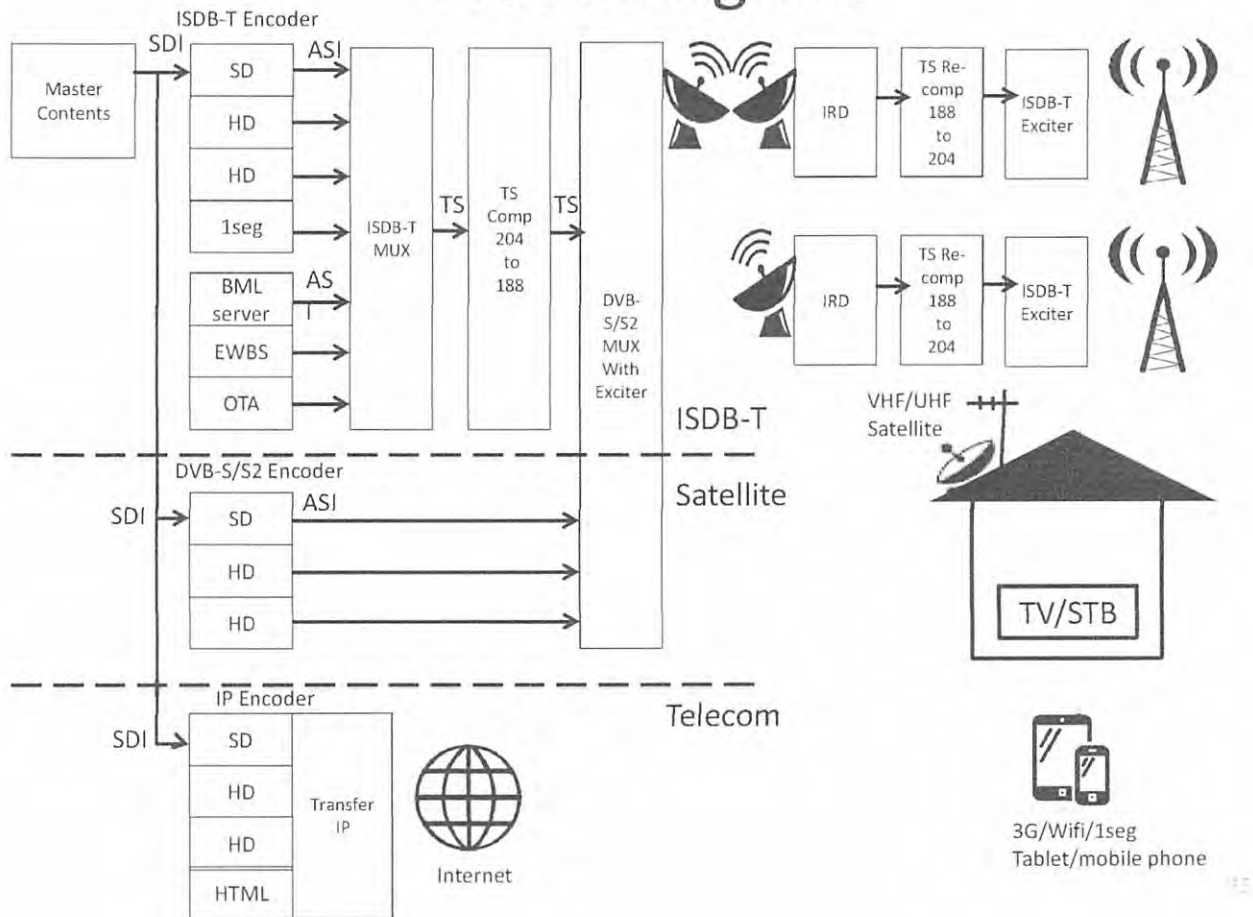 ISDB-T Encoder
SDI
ASI
Master
Contents
SD
HD
HD
1seg
BML
server
EWBS
OTA
AS
I
ISDB-T
MUX
TS
TS
Comp
204
to
188
TS
DVB-
S/S2
MUX
With
Exciter
IRD
TS Re-
comp
188
to
204
ISDB-T
Exciter
IRD
TS Re-
comp
188
to
204
ISDB-T
Exciter
ISDB-T
VHF/UHF
Satellite
DVB-S/S2 Encoder
Satellite
SDI
SD
ASI
HD
HD
TV/STB
IP Encoder
Telecom
SDI
SD
HD
HD
HTML
Transfer
IP
Internet
3G/Wifi/1seg
Tablet/mobile phone